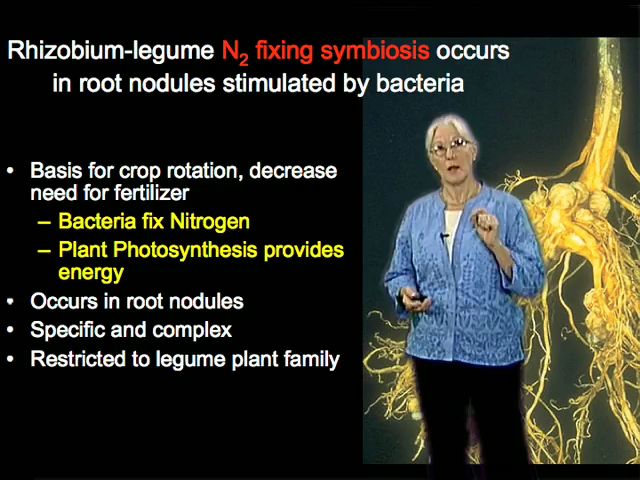 Rhizobium-legume N2 fixing symbiosis occurs
in root nodules stimulated by bacteria
• Basis for crop rotation, decrease
need for fertilizer
– Bacteria fix Nitrogen
– Plant Photosynthesis provides
energy
• Occurs in root nodules
• Specific and complex
• Restricted to legume plant family